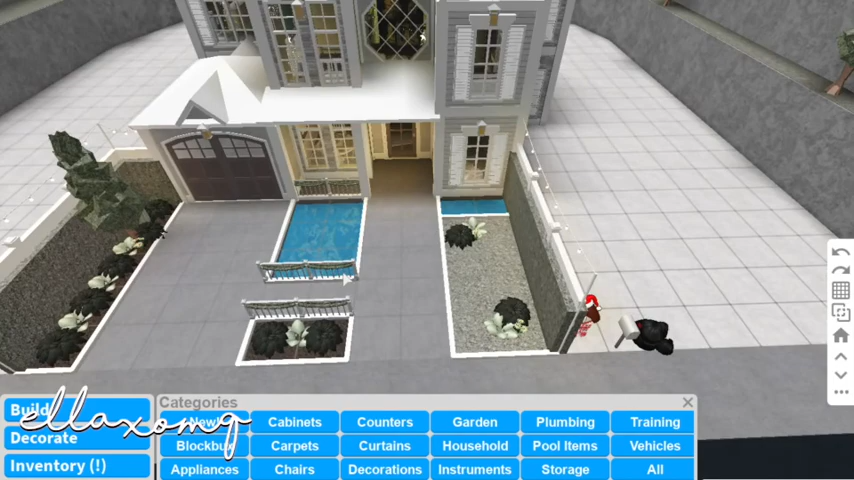 Categories
Build
Decorate
Inventory (!)
Cabinets
Counters
Garden
Plumbing
Training
Carpets
Curtains
Household
Pool Items
Vehicles
Appliances
Chairs
Decorations
Instruments
Storage
All
ellaxomq